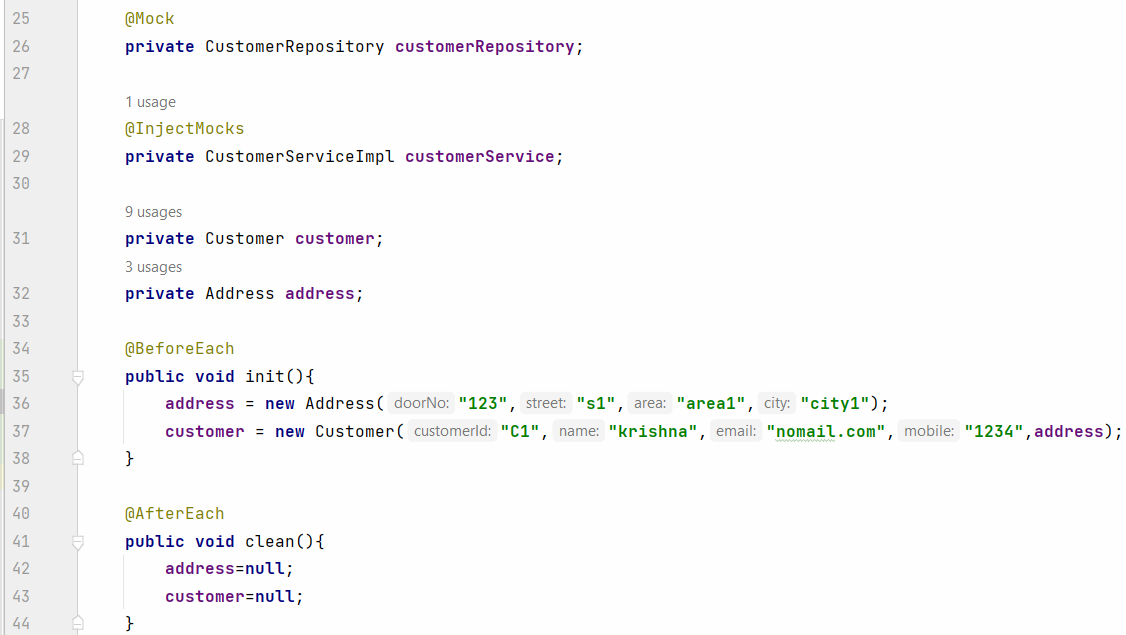 25 @Mock
26 private CustomerRepository customerRepository;
27
1 usage
28 @InjectMocks
29 private CustomerServiceImpl customerService;
30
9 usages
31 private Customer customer;
3 usages
32 private Address address;
33
34 @BeforeEach
35 public void init(){
36 address = new Address( doorNo: "123", street: "s1", area: "area1", city: "city1");
37 customer = new Customer( customerId: "C1", name: "krishna", email: "nomail.com", mobile: "1234",address);
38 }
39
40 @AfterEach
41 public void clean(){
42 address=null;
43 customer=null;
44 }